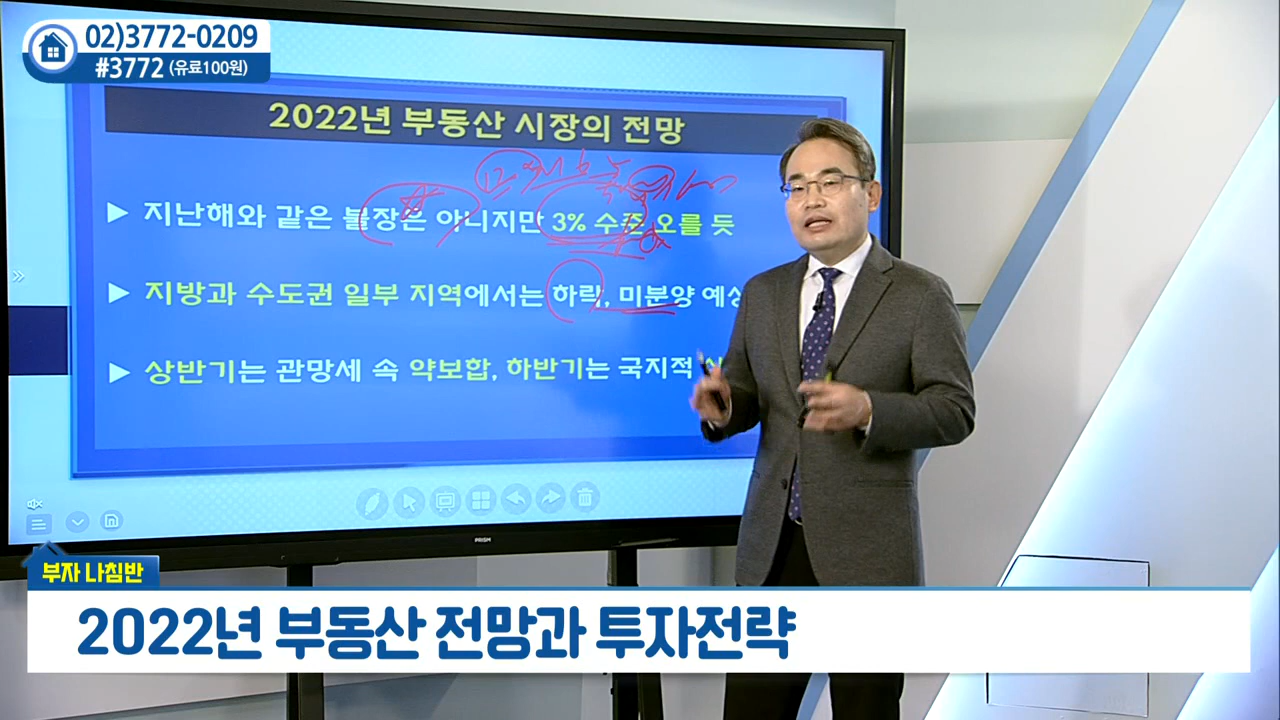 02)3772-0209
#3772 (유료100원)
2022년 부동산 시장의 전망
▶ 지난해와 같은 불장은 아니지만 3% 수준 오를 듯
▶ 지방과 수도권 일부 지역에서는 하락, 미분양
▶ 상반기는 관망세 속 약보합, 하반기는 국지적
PRISM
부자 나침반
2022년 부동산 전망과 투자전략